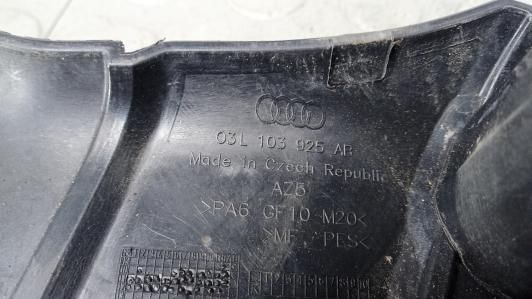 03L 103 925 AB
Made in Czech Republic
AZ5
>PA6 GF10 M20<
>MF PES<